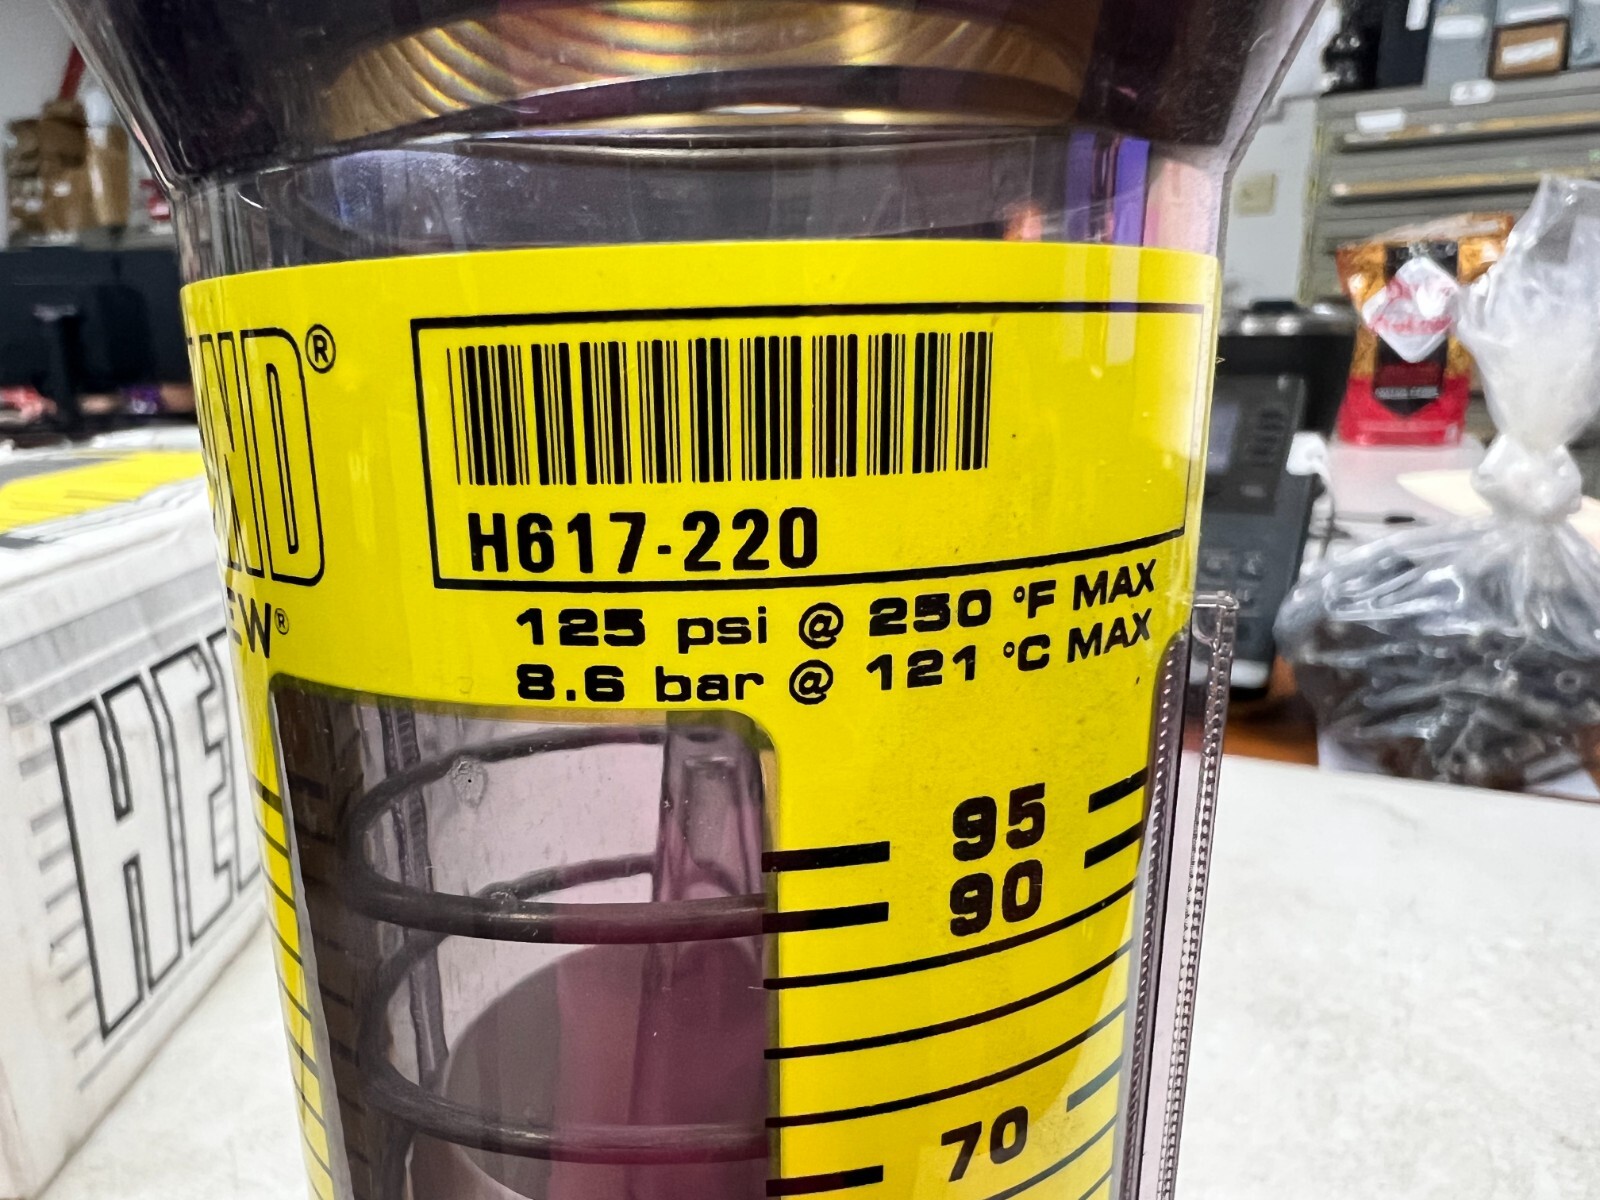 H617-220
125 psi @ 250 °F MAX
8.6 bar @ 121 °C MAX
95
90
70